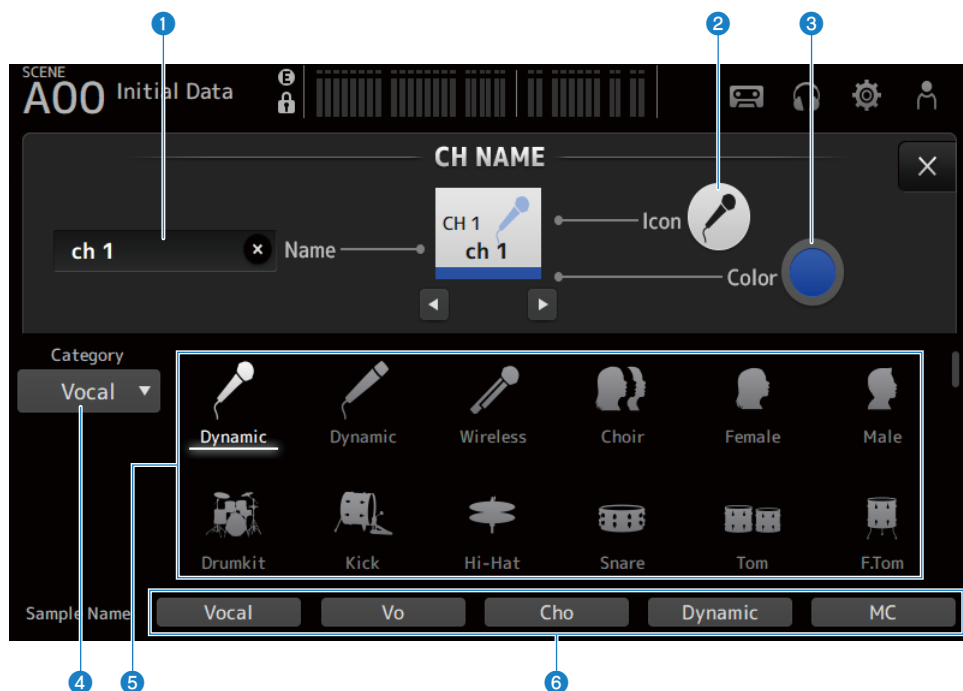 1 2 3
SCENE
A00 Initial Data E
CH NAME
CH 1
ch 1
ch 1 Name
Icon
Color
Category
Vocal
Dynamic Dynamic Wireless Choir Female Male
Drumkit Kick Hi-Hat Snare Tom F.Tom
Sample Name Vocal Vo Cho Dynamic MC
4 5 6